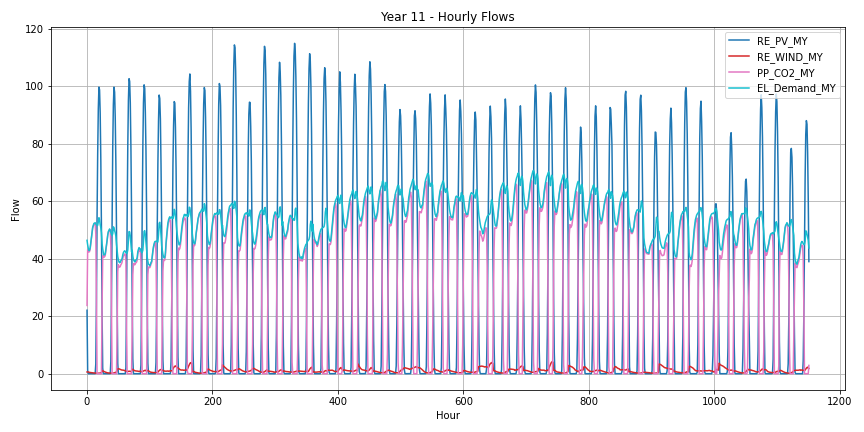 Year 11 - Hourly Flows
120
100
80
60
40
20
0
Flow
RE_PV_MY
RE_WIND_MY
PP_CO2_MY
EL_Demand_MY
0 200 400 600 800 1000 1200
Hour